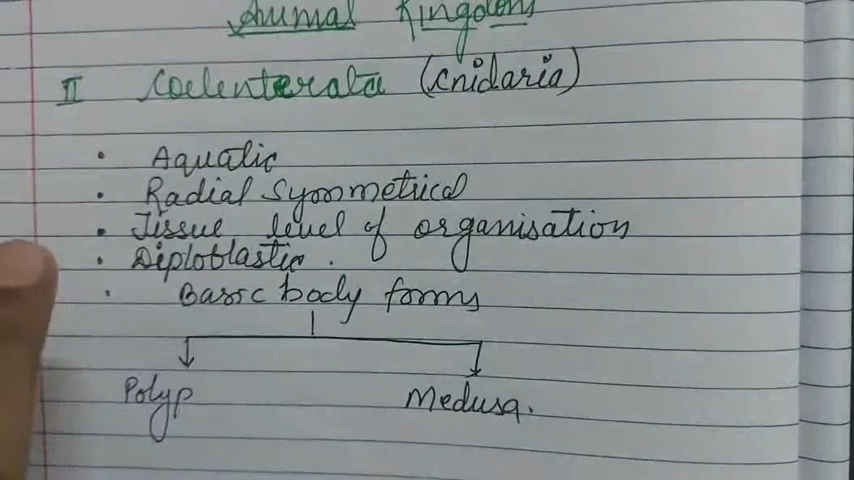 Animal Kingdom
II Coelenterata (Cnidaria)
• Aquatic
• Radial Symmetrical
• Tissue level of organisation
• Diploblastic.
• Basic body forms
Polyp Medusa.